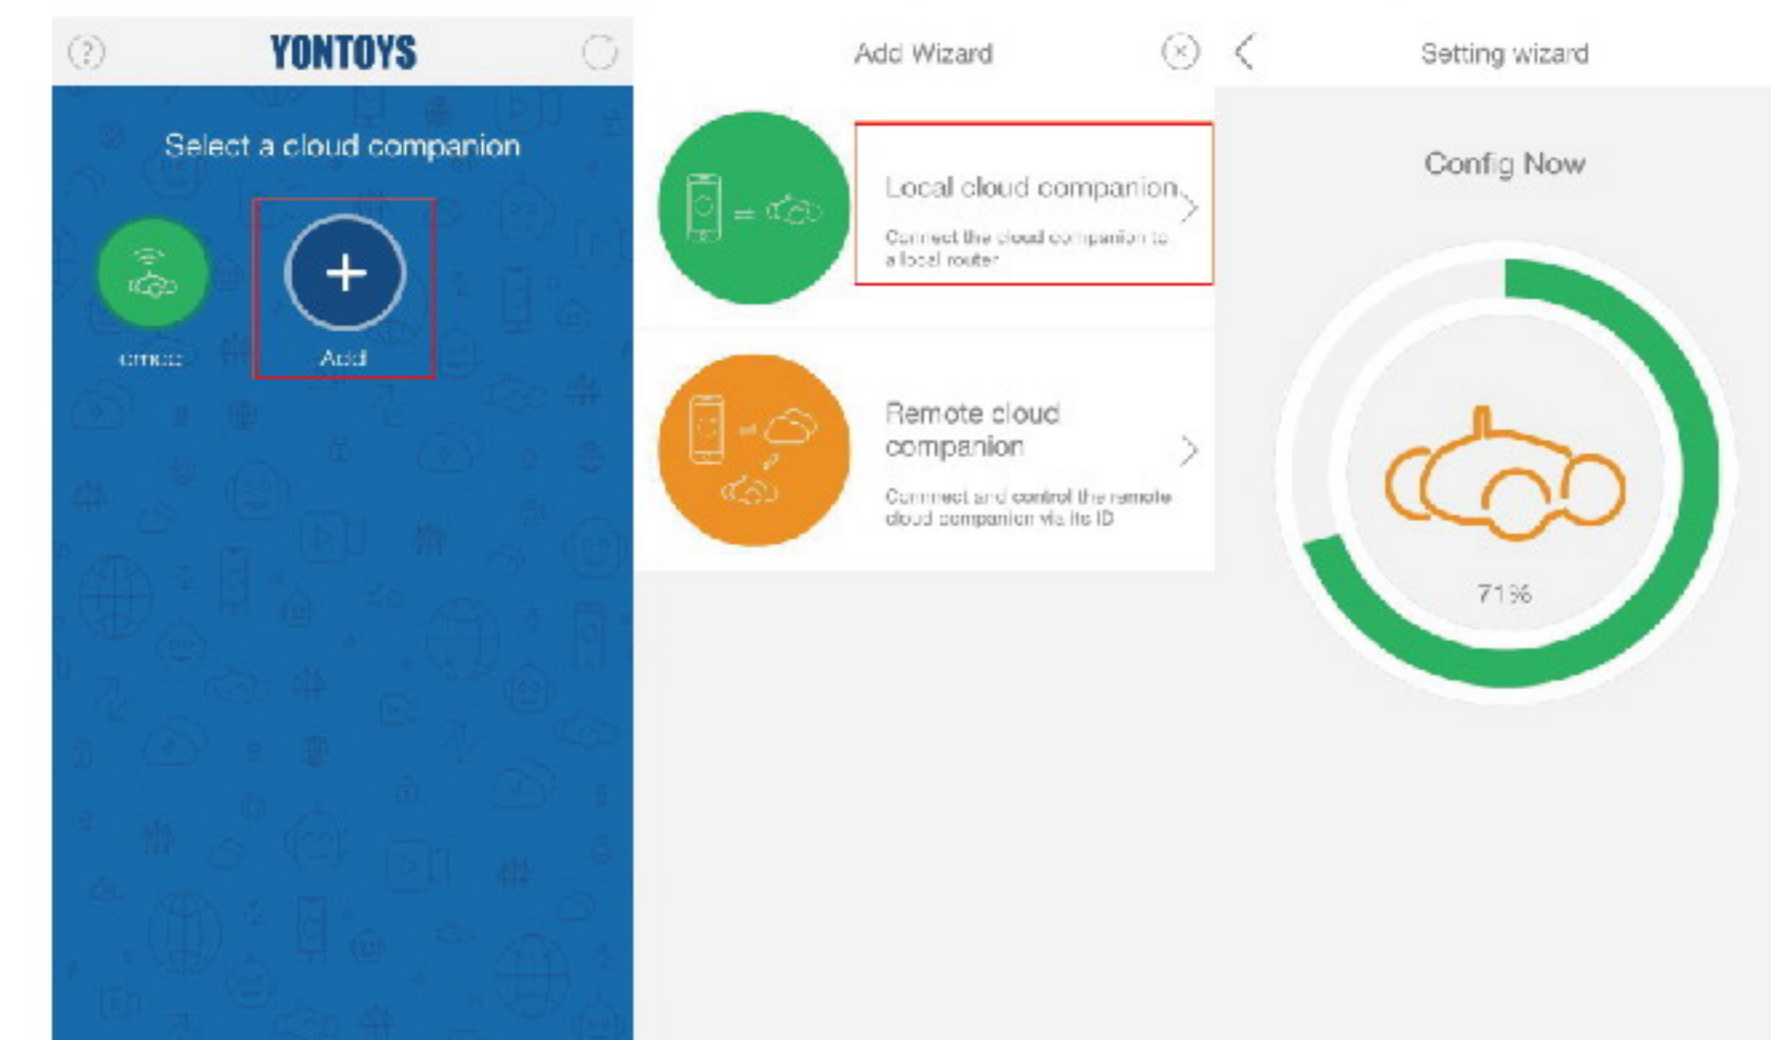 YONTOYS
Select a cloud companion
Add
Add Wizard
Local cloud companion
Connect the cloud companion to
a local router
Remote cloud
companion
Connect and control the remote
cloud companion via its ID
Setting wizard
Config Now
71%